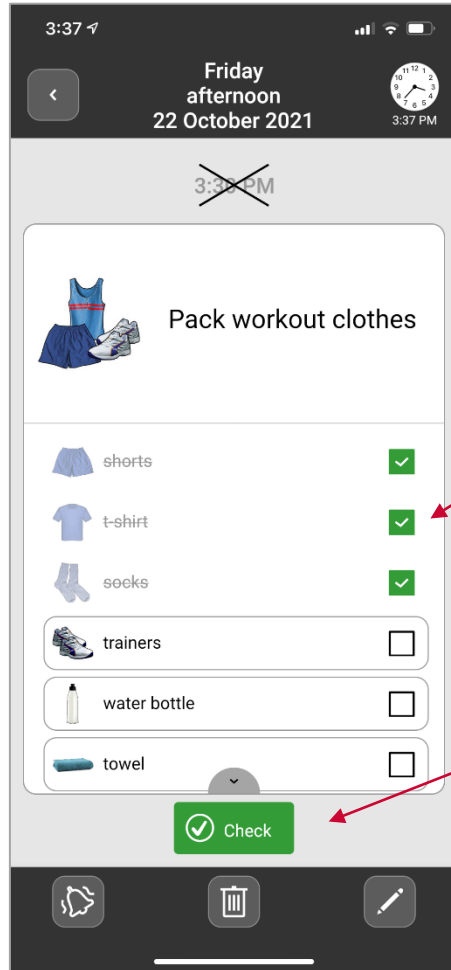 3:37
Friday
afternoon
22 October 2021
3:37 PM
3:30 PM
Pack workout clothes
shorts
t-shirt
socks
trainers
water bottle
towel
Check